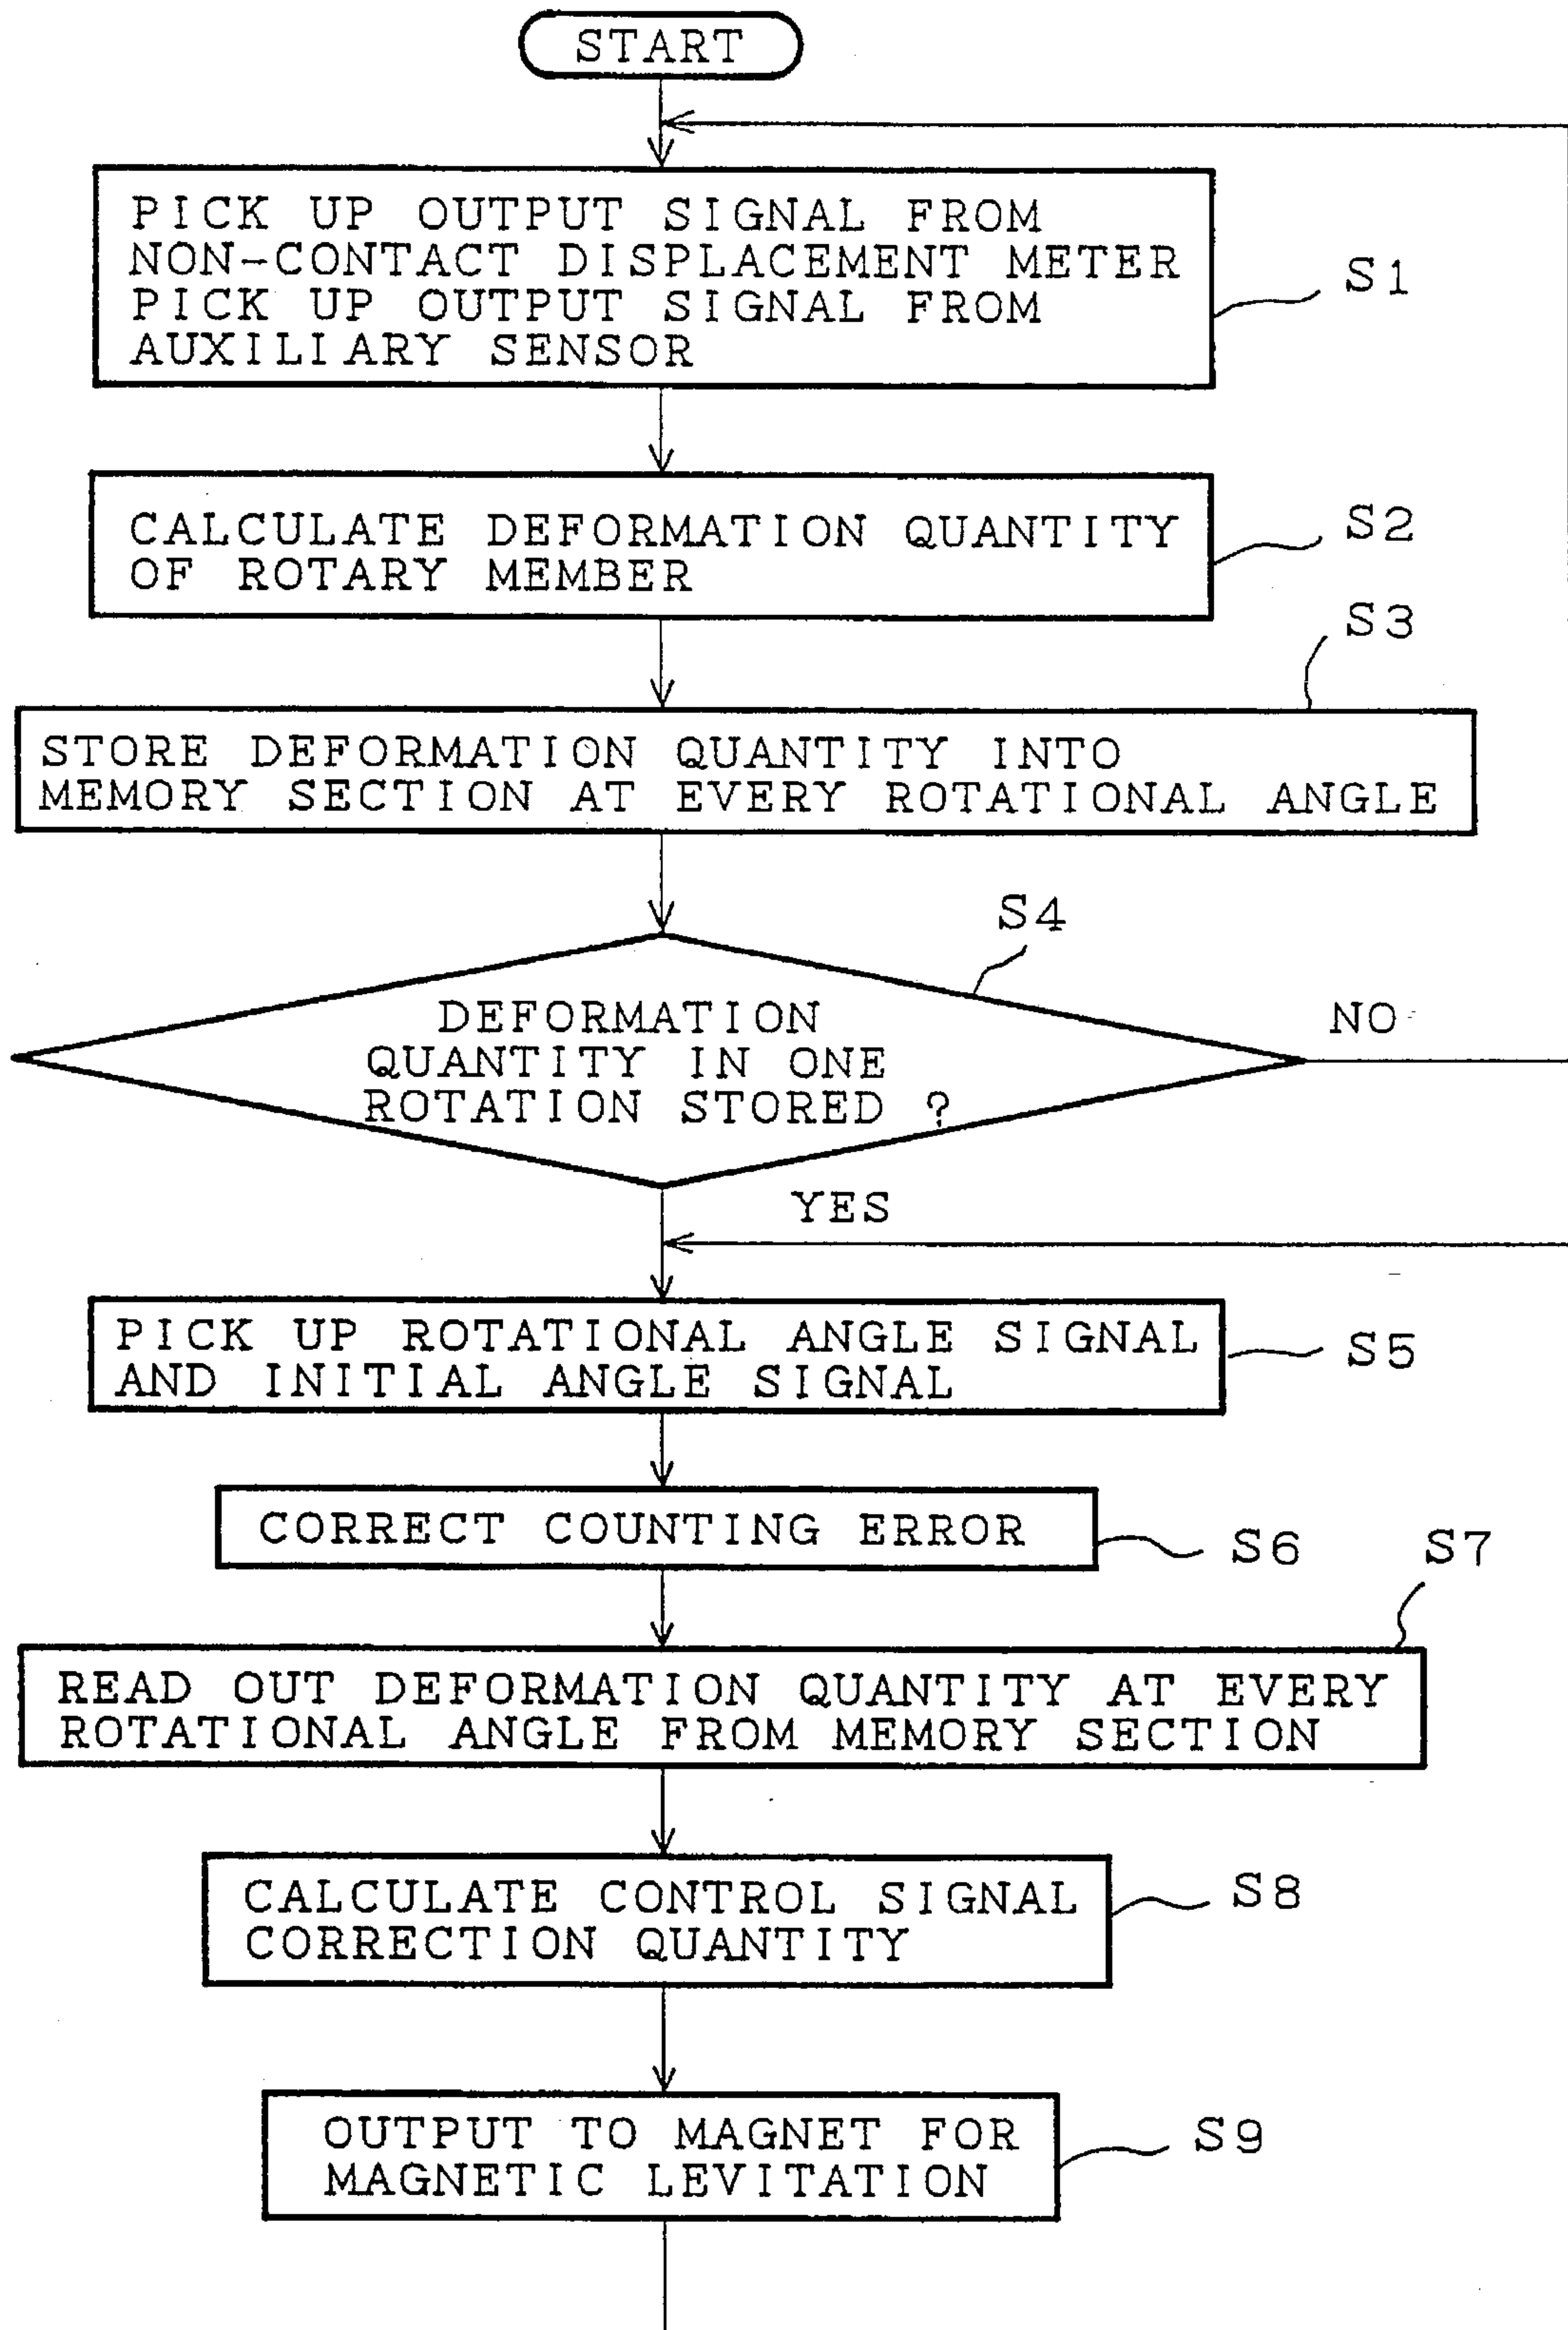 START
PICK UP OUTPUT SIGNAL FROM
NON-CONTACT DISPLACEMENT METER
PICK UP OUTPUT SIGNAL FROM
AUXILIARY SENSOR
S1
CALCULATE DEFORMATION QUANTITY
OF ROTARY MEMBER
S2
S3
STORE DEFORMATION QUANTITY INTO
MEMORY SECTION AT EVERY ROTATIONAL ANGLE
S4
DEFORMATION
QUANTITY IN ONE
ROTATION STORED ?
NO
YES
PICK UP ROTATIONAL ANGLE SIGNAL
AND INITIAL ANGLE SIGNAL
S5
CORRECT COUNTING ERROR
S6
S7
READ OUT DEFORMATION QUANTITY AT EVERY
ROTATIONAL ANGLE FROM MEMORY SECTION
CALCULATE CONTROL SIGNAL
CORRECTION QUANTITY
S8
OUTPUT TO MAGNET FOR
MAGNETIC LEVITATION
S9